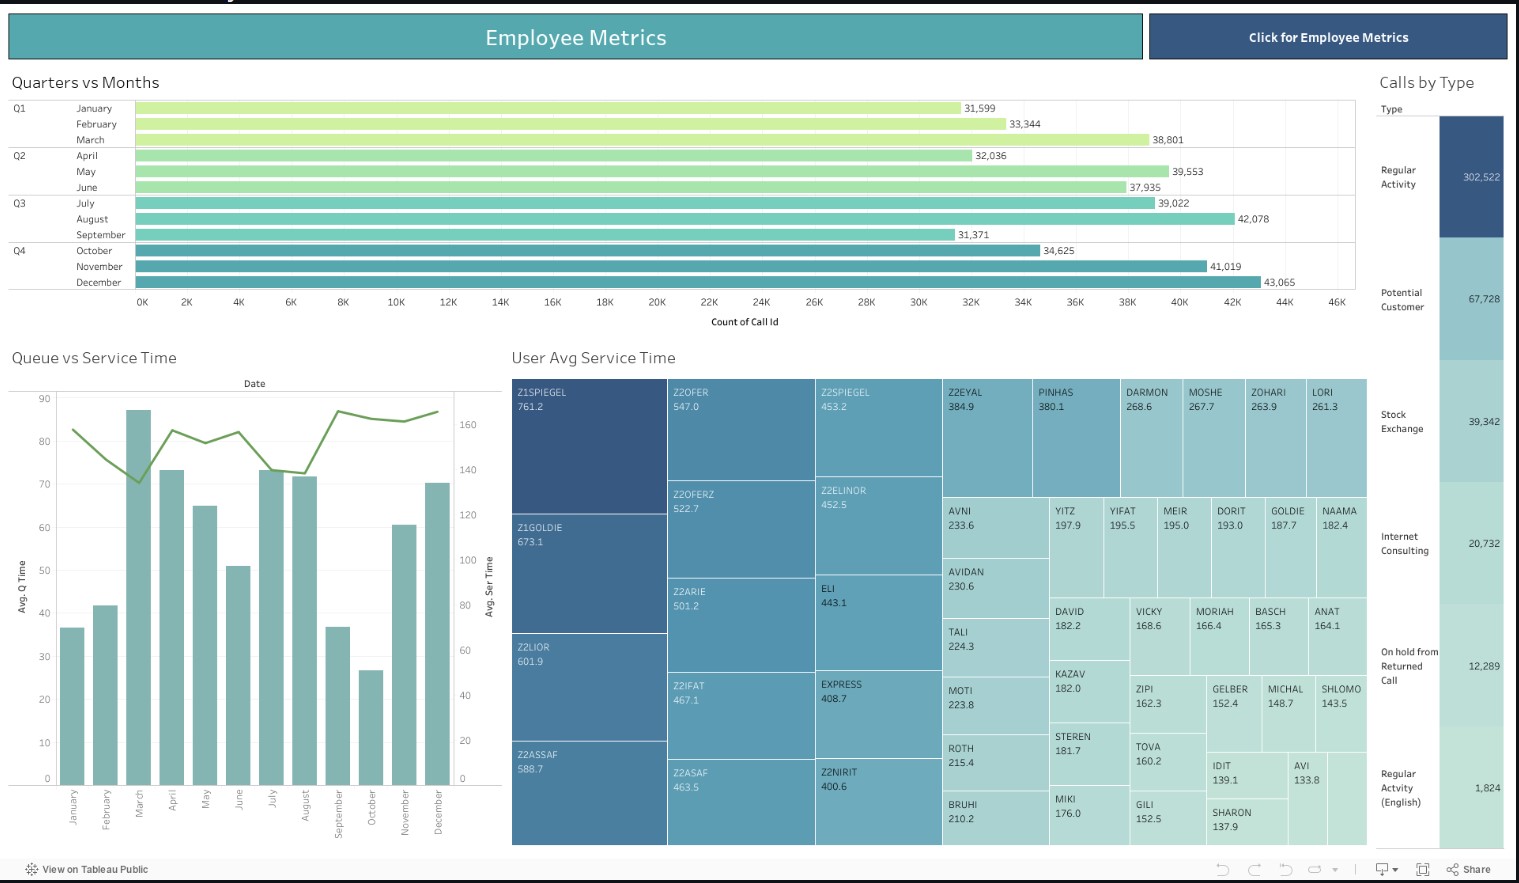 Employee Metrics
Click for Employee Metrics
Quarters vs Months
Q1
January
31,599
February
33,344
March
38,801
Q2
April
32,036
May
39,553
June
37,935
Q3
July
39,022
August
42,078
September
31,371
Q4
October
34,625
November
41,019
December
43,065
0K 2K 4K 6K 8K 10K 12K 14K 16K 18K 20K 22K 24K 26K 28K 30K 32K 34K 36K 38K 40K 42K 44K 46K
Count of Call Id
Calls by Type
Type
Regular
Activity
302,522
Potential
Customer
67,728
Stock
Exchange
39,342
Internet
Consulting
20,732
On hold from
Returned
Call
12,289
Regular
Actvity
(English)
1,824
Queue vs Service Time
Date
Avg. Q Time
90
80
70
60
50
40
30
20
10
0
Avg. Ser Time
160
140
120
100
80
60
40
20
0
January
February
March
April
May
June
July
August
September
October
November
December
User Avg Service Time
Z1SPIEGEL
761.2
Z1GOLDIE
673.1
Z2LIOR
601.9
Z2ASSAF
588.7
Z2OFER
547.0
Z2OFERZ
522.7
Z2ARIE
501.2
Z2IFAT
467.1
Z2ASAF
463.5
Z2SPIEGEL
453.2
Z2ELINOR
452.5
ELI
443.1
EXPRESS
408.7
Z2NIRIT
400.6
Z2EYAL
384.9
PINHAS
380.1
DARMON
268.6
MOSHE
267.7
ZOHARI
263.9
LORI
261.3
AVNI
233.6
AVIDAN
230.6
TALI
224.3
MOTI
223.8
ROTH
215.4
BRUHI
210.2
YITZ
197.9
YIFAT
195.5
MEIR
195.0
DORIT
193.0
GOLDIE
187.7
NAAMA
182.4
DAVID
182.2
KAZAV
182.0
STEREN
181.7
MIKI
176.0
VICKY
168.6
MORIAH
166.4
BASCH
165.3
ANAT
164.1
ZIPI
162.3
TOVA
160.2
GILI
152.5
GELBER
152.4
MICHAL
148.7
SHLOMO
143.5
IDIT
139.1
SHARON
137.9
AVI
133.8
View on Tableau Public
Share